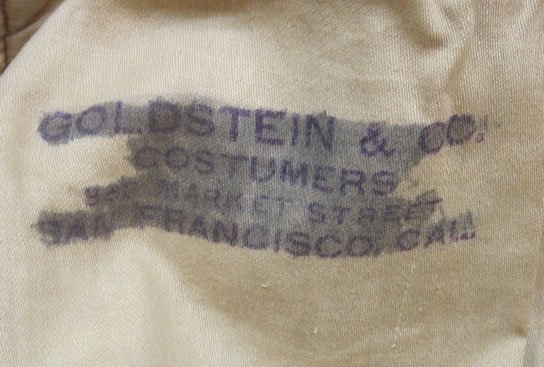 GOLDSTEIN & CO.
COSTUMERS
MARKET STREET
SAN FRANCISCO, CAL.